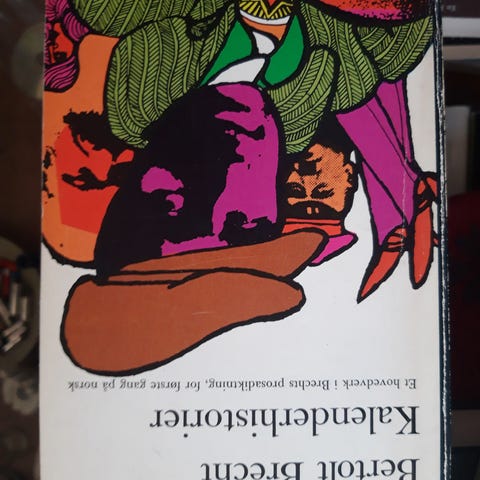 Bertolt Brecht
Kalenderhistorier
Et hovedverk i Brechts prosadiktning, for første gang på norsk